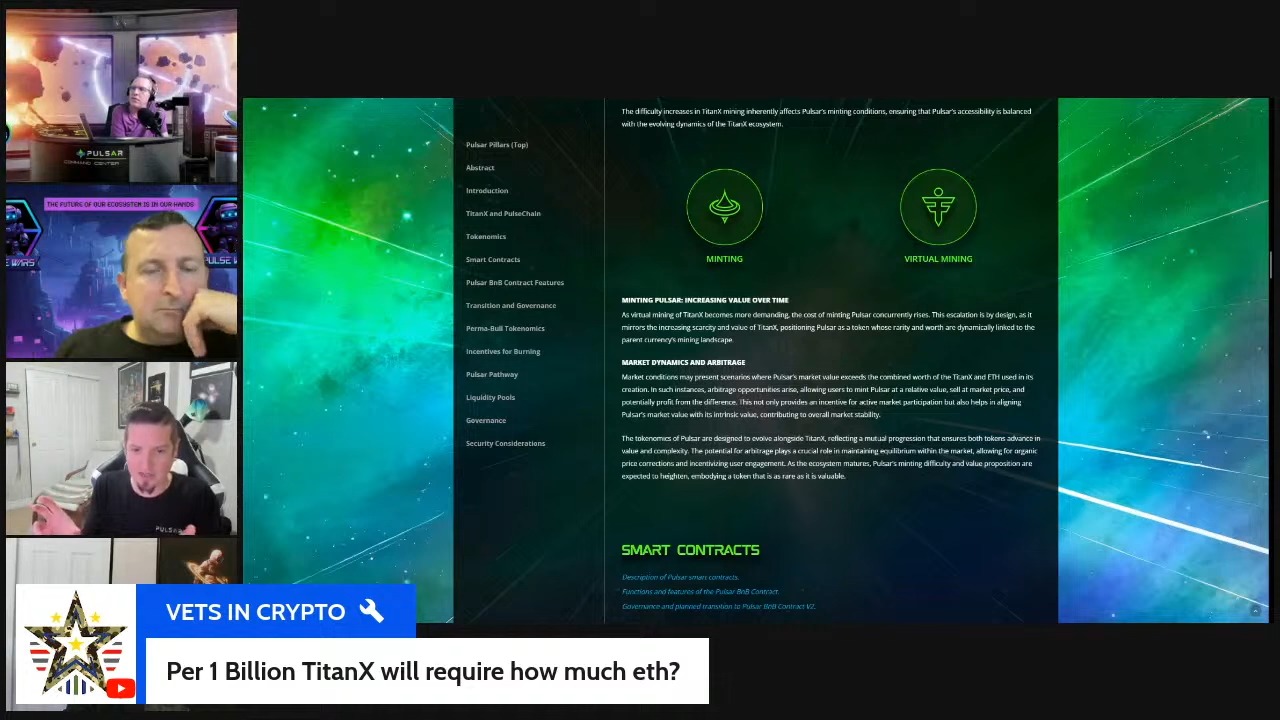 PULSAR
COMMAND CENTER
THE FUTURE OF OUR ECOSYSTEM IS IN OUR HANDS
PULSAR
Pulsar Pillars (Top)
Abstract
Introduction
TitanX and PulseChain
Tokenomics
Smart Contracts
Pulsar BnB Contract Features
Transition and Governance
Perma-Bull Tokenomics
Incentives for Burning
Pulsar Pathway
Liquidity Pools
Governance
Security Considerations
The difficulty increases in TitanX mining inherently affects Pulsar's minting conditions, ensuring that Pulsar's accessibility is balanced
with the evolving dynamics of the TitanX ecosystem.
MINTING
VIRTUAL MINING
MINTING PULSAR: INCREASING VALUE OVER TIME
As virtual mining of TitanX becomes more demanding, the cost of minting Pulsar concurrently rises. This escalation is by design, as it
mirrors the increasing scarcity and value of TitanX, positioning Pulsar as a token whose rarity and worth are dynamically linked to the
parent currency's mining landscape.
MARKET DYNAMICS AND ARBITRAGE
Market conditions may present scenarios where Pulsar's market value exceeds the combined worth of the TitanX and ETH used in its
creation. In such instances, arbitrage opportunities arise, allowing users to mint Pulsar at a relative value, sell at market price, and
potentially profit from the difference. This not only provides an incentive for active market participation but also helps in aligning
Pulsar's market value with its intrinsic value, contributing to overall market stability.
The tokenomics of Pulsar are designed to evolve alongside TitanX, reflecting a mutual progression that ensures both tokens advance in
value and complexity. The potential for arbitrage plays a crucial role in maintaining equilibrium within the market, allowing for organic
price corrections and incentivizing user engagement. As the ecosystem matures, Pulsar's minting difficulty and value proposition are
expected to heighten, embodying a token that is as rare as it is valuable.
SMART CONTRACTS
Description of Pulsar smart contracts.
Functions and features of the Pulsar BnB Contract.
Governance and planned transition to Pulsar BnB Contract V2.
VETS IN CRYPTO
Per 1 Billion TitanX will require how much eth?